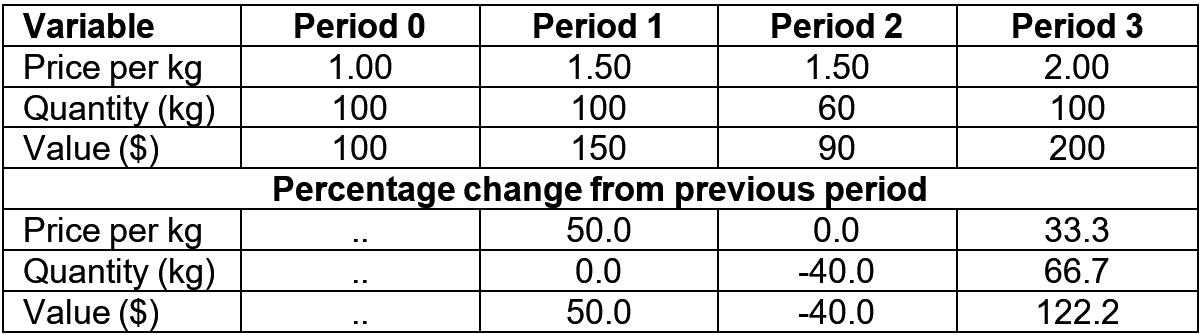 Variable Period 0 Period 1 Period 2 Period 3
Price per kg 1.00 1.50 1.50 2.00
Quantity (kg) 100 100 60 100
Value ($) 100 150 90 200
Percentage change from previous period
Price per kg .. 50.0 0.0 33.3
Quantity (kg) .. 0.0 -40.0 66.7
Value ($) .. 50.0 -40.0 122.2